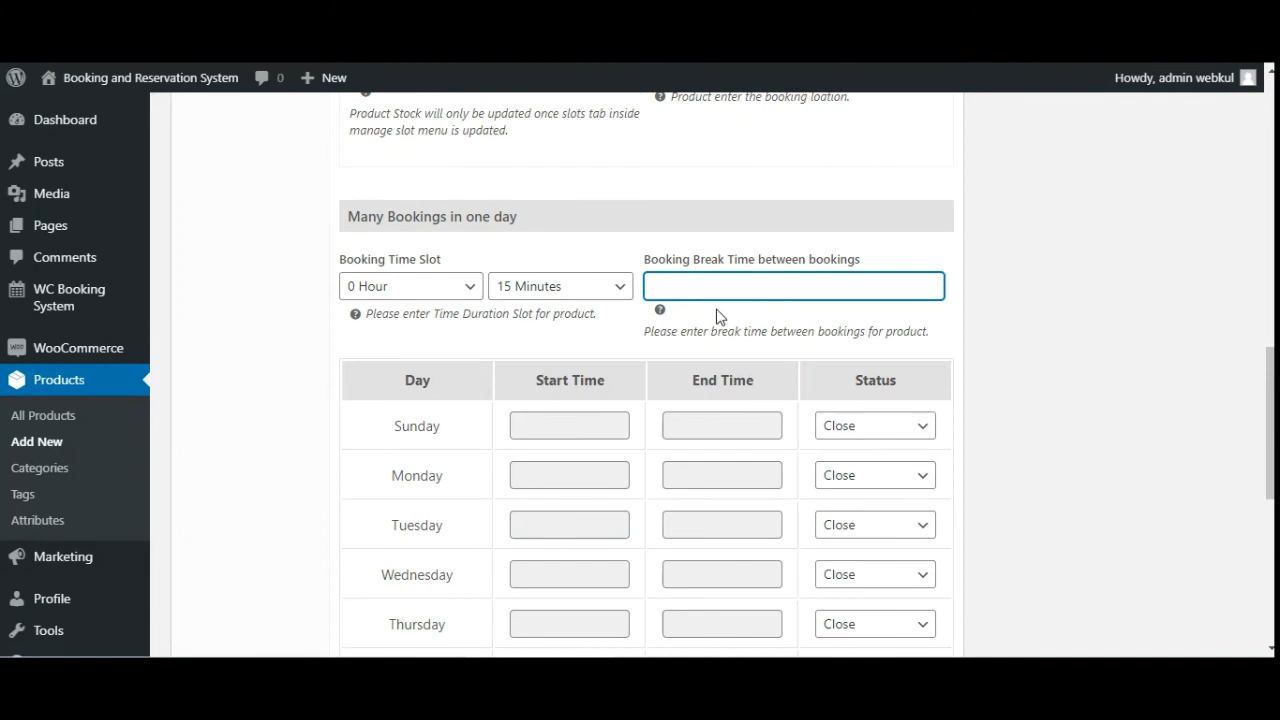 Booking and Reservation System 0 New Howdy, admin webkul
Dashboard
Posts
Media
Pages
Comments
WC Booking
System
WooCommerce
Products
All Products
Add New
Categories
Tags
Attributes
Marketing
Profile
Tools
Product enter the booking loation.
Product Stock will only be updated once slots tab inside
manage slot menu is updated.
Many Bookings in one day
Booking Time Slot
0 Hour 15 Minutes
Please enter Time Duration Slot for product.
Booking Break Time between bookings
Please enter break time between bookings for product.
Day Start Time End Time Status
Sunday Close
Monday Close
Tuesday Close
Wednesday Close
Thursday Close